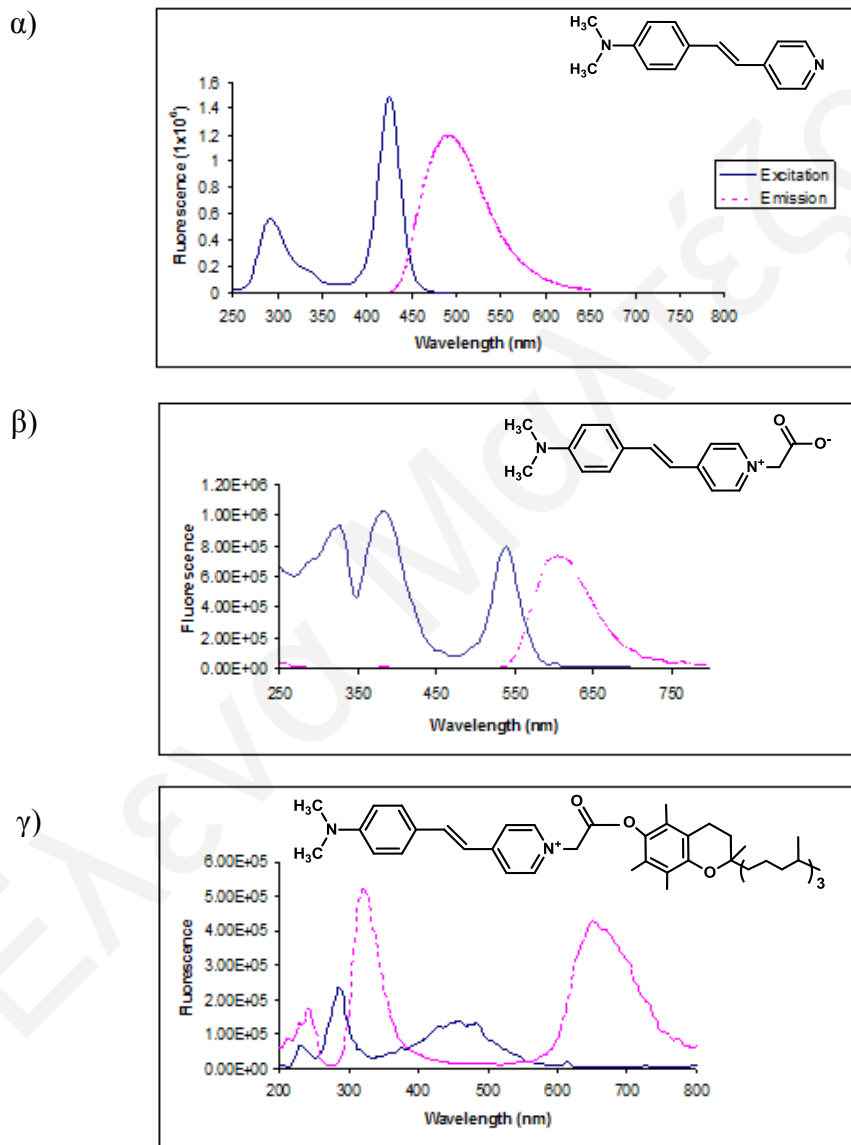 α)
H₃C
N
H₃C
N
Fluorescence (1x10⁶)
1.6
1.4
1.2
1
0.8
0.6
0.4
0.2
0
250 300 350 400 450 500 550 600 650 700 750 800
Wavelength (nm)
Excitation
Emission
β)
H₃C
N
H₃C
N⁺
O
O⁻
Fluorescence
1.20E+06
1.00E+06
8.00E+05
6.00E+05
4.00E+05
2.00E+05
0.00E+00
250 350 450 550 650 750
Wavelength (nm)
γ)
H₃C
N
H₃C
N⁺
O
O
O
3
Fluorescence
6.00E+05
5.00E+05
4.00E+05
3.00E+05
2.00E+05
1.00E+05
0.00E+00
200 300 400 500 600 700 800
Wavelength (nm)
Έλενα Μαλτέζο